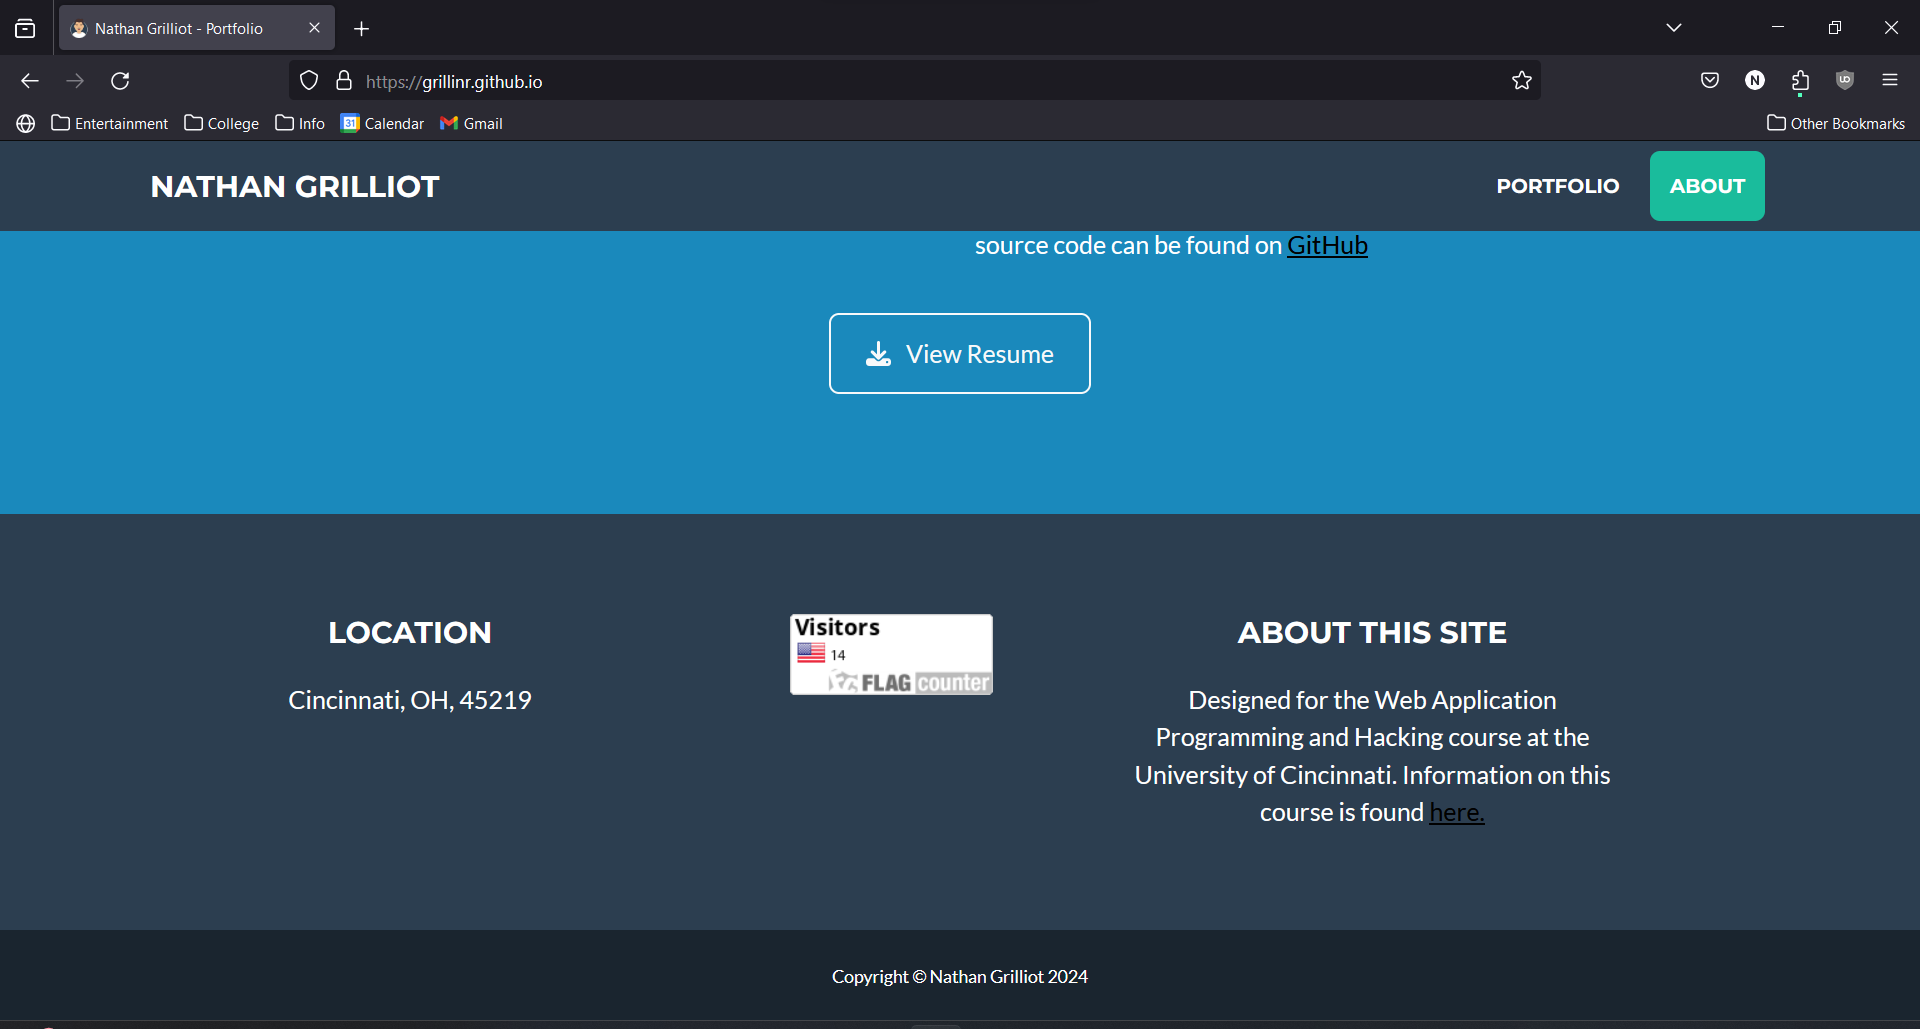 Nathan Grilliot - Portfolio
https://grillinr.github.io
N
UO
Entertainment
College
Info
31
Calendar
Gmail
Other Bookmarks
NATHAN GRILLIOT
PORTFOLIO
ABOUT
source code can be found on GitHub
View Resume
LOCATION
Cincinnati, OH, 45219
Visitors
14
FLAG counter
ABOUT THIS SITE
Designed for the Web Application
Programming and Hacking course at the
University of Cincinnati. Information on this
course is found here.
Copyright © Nathan Grilliot 2024